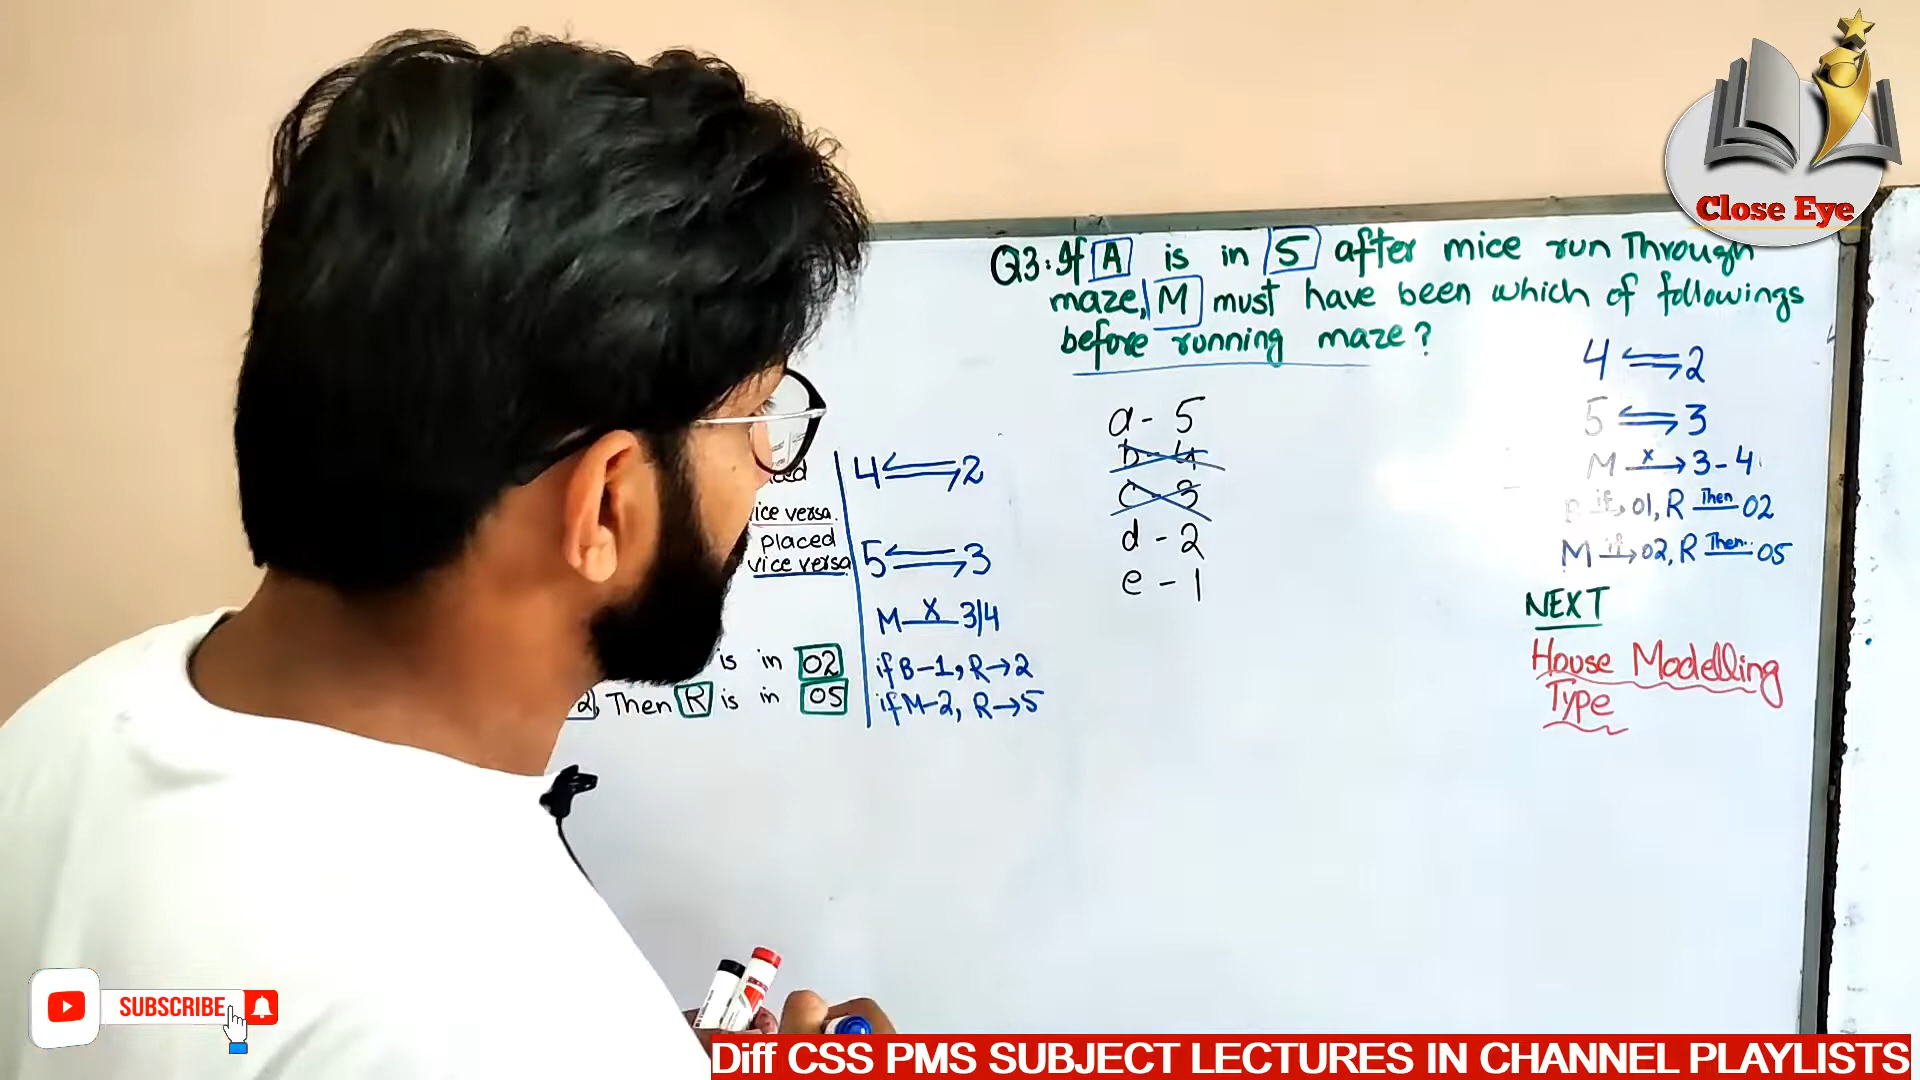 Close Eye
Q3: If A is in 5 after mice run Through
maze, M must have been which of followings
before running maze?
a - 5
b - 4
c - 3
d - 2
e - 1
ice versa.
placed
vice versa
is in 02
2, Then R is in 05
4 ⇌ 2
5 ⇌ 3
M x 3/4
if B-1, R→2
if M-2, R→5
4 ⇌ 2
5 ⇌ 3
M x→ 3-4
if→ 01, R Then 02
M if→ 02, R Then 05
NEXT
House Modelling
Type
SUBSCRIBE
Diff CSS PMS SUBJECT LECTURES IN CHANNEL PLAYLISTS